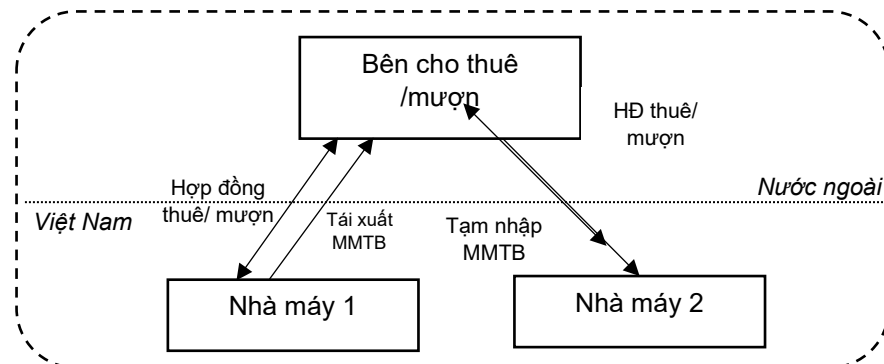 Bên cho thuê
/mượn
HĐ thuê/
mượn
Hợp đồng
thuê/ mượn
Nước ngoài
Việt Nam
Tái xuất
MMTB
Tạm nhập
MMTB
Nhà máy 1
Nhà máy 2